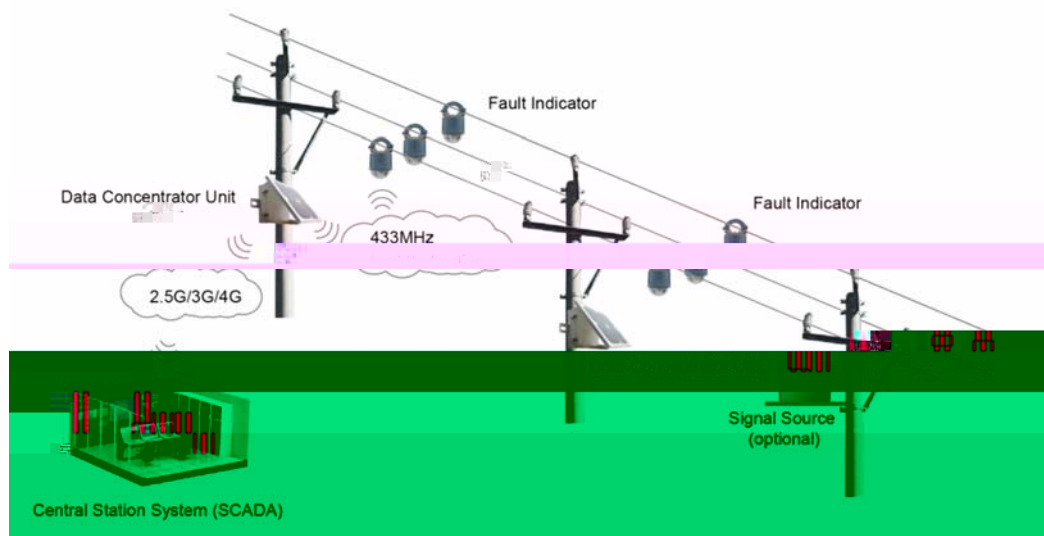 Fault Indicator
Data Concentrator Unit
Fault Indicator
433MHz
2.5G/3G/4G
Signal Source
(optional)
Central Station System (SCADA)